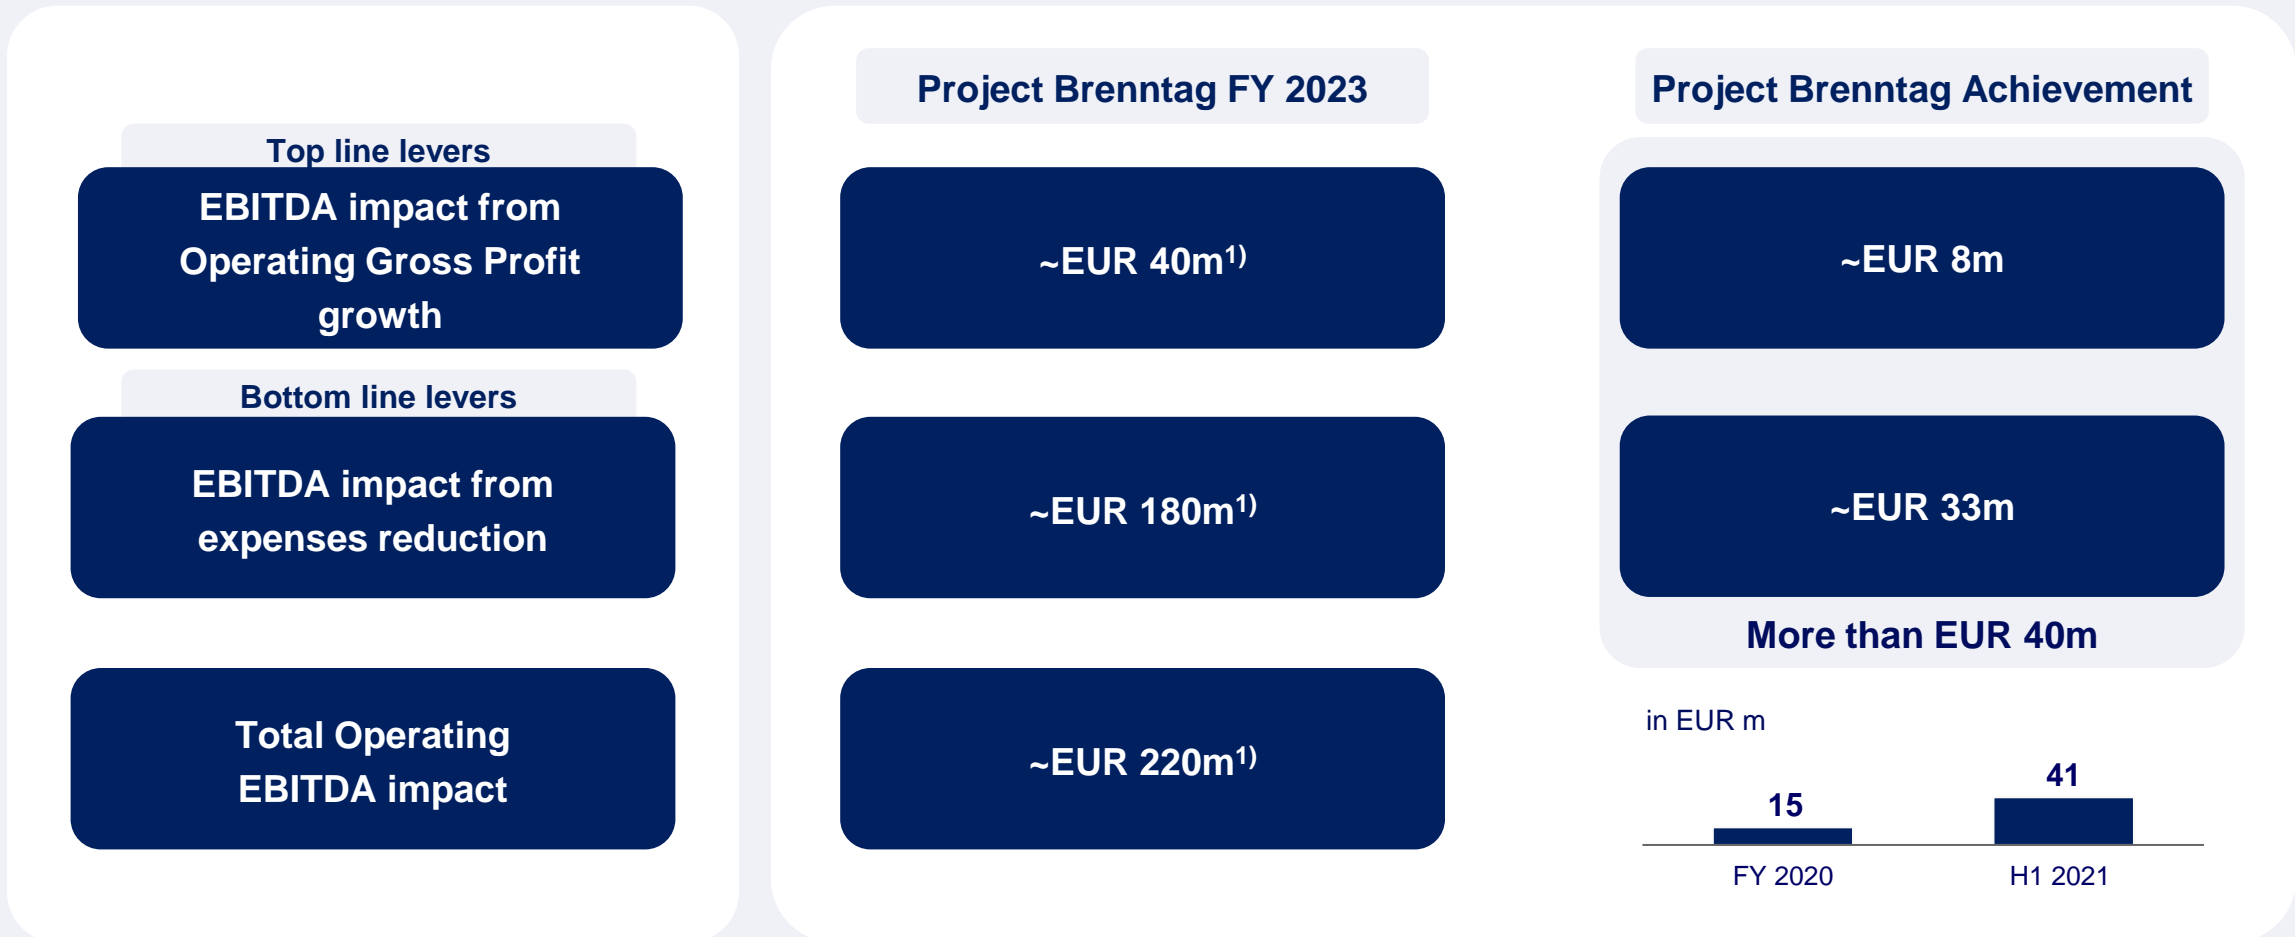 Project Brenntag FY 2023
Project Brenntag Achievement
Top line levers
EBITDA impact from
Operating Gross Profit
growth
~EUR 40m¹⁾
~EUR 8m
Bottom line levers
EBITDA impact from
expenses reduction
~EUR 180m¹⁾
~EUR 33m
More than EUR 40m
Total Operating
EBITDA impact
~EUR 220m¹⁾
in EUR m
15
41
FY 2020
H1 2021